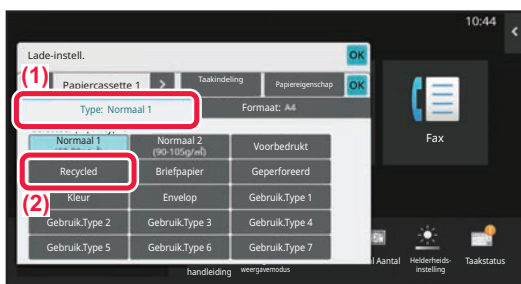 10:44
Lade-instell.
OK
(1)
Papiercassette 1
>
Taakindeling
Papiereigenschap
OK
Type: Normaal 1
Formaat: A4
Normaal 1
Normaal 2
(90-105g/m²)
Voorbedrukt
Recycled
Briefpapier
Geperforeerd
(2)
Kleur
Envelop
Gebruik.Type 1
Gebruik.Type 2
Gebruik.Type 3
Gebruik.Type 4
Gebruik.Type 5
Gebruik.Type 6
Gebruik.Type 7
Fax
Aantal
Helderheids-
instelling
Taakstatus
handleiding
weergavemodus